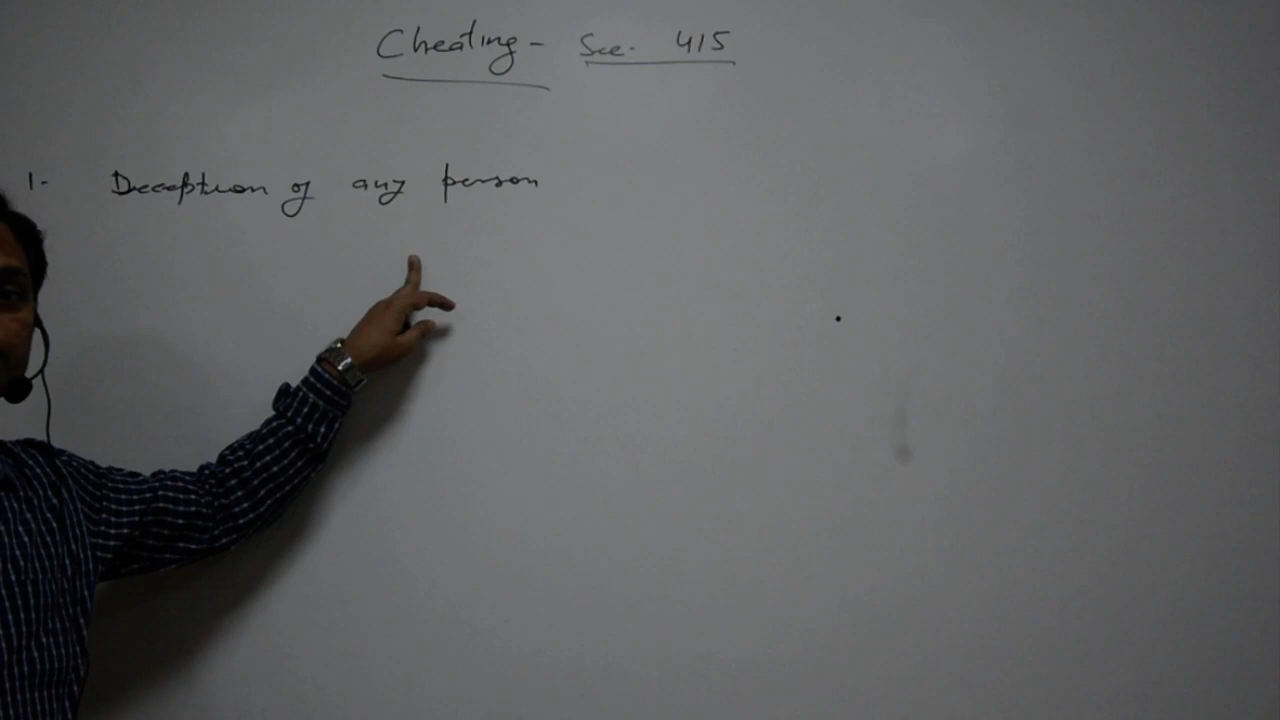 Cheating - Sec. 415
1- Deception of any person